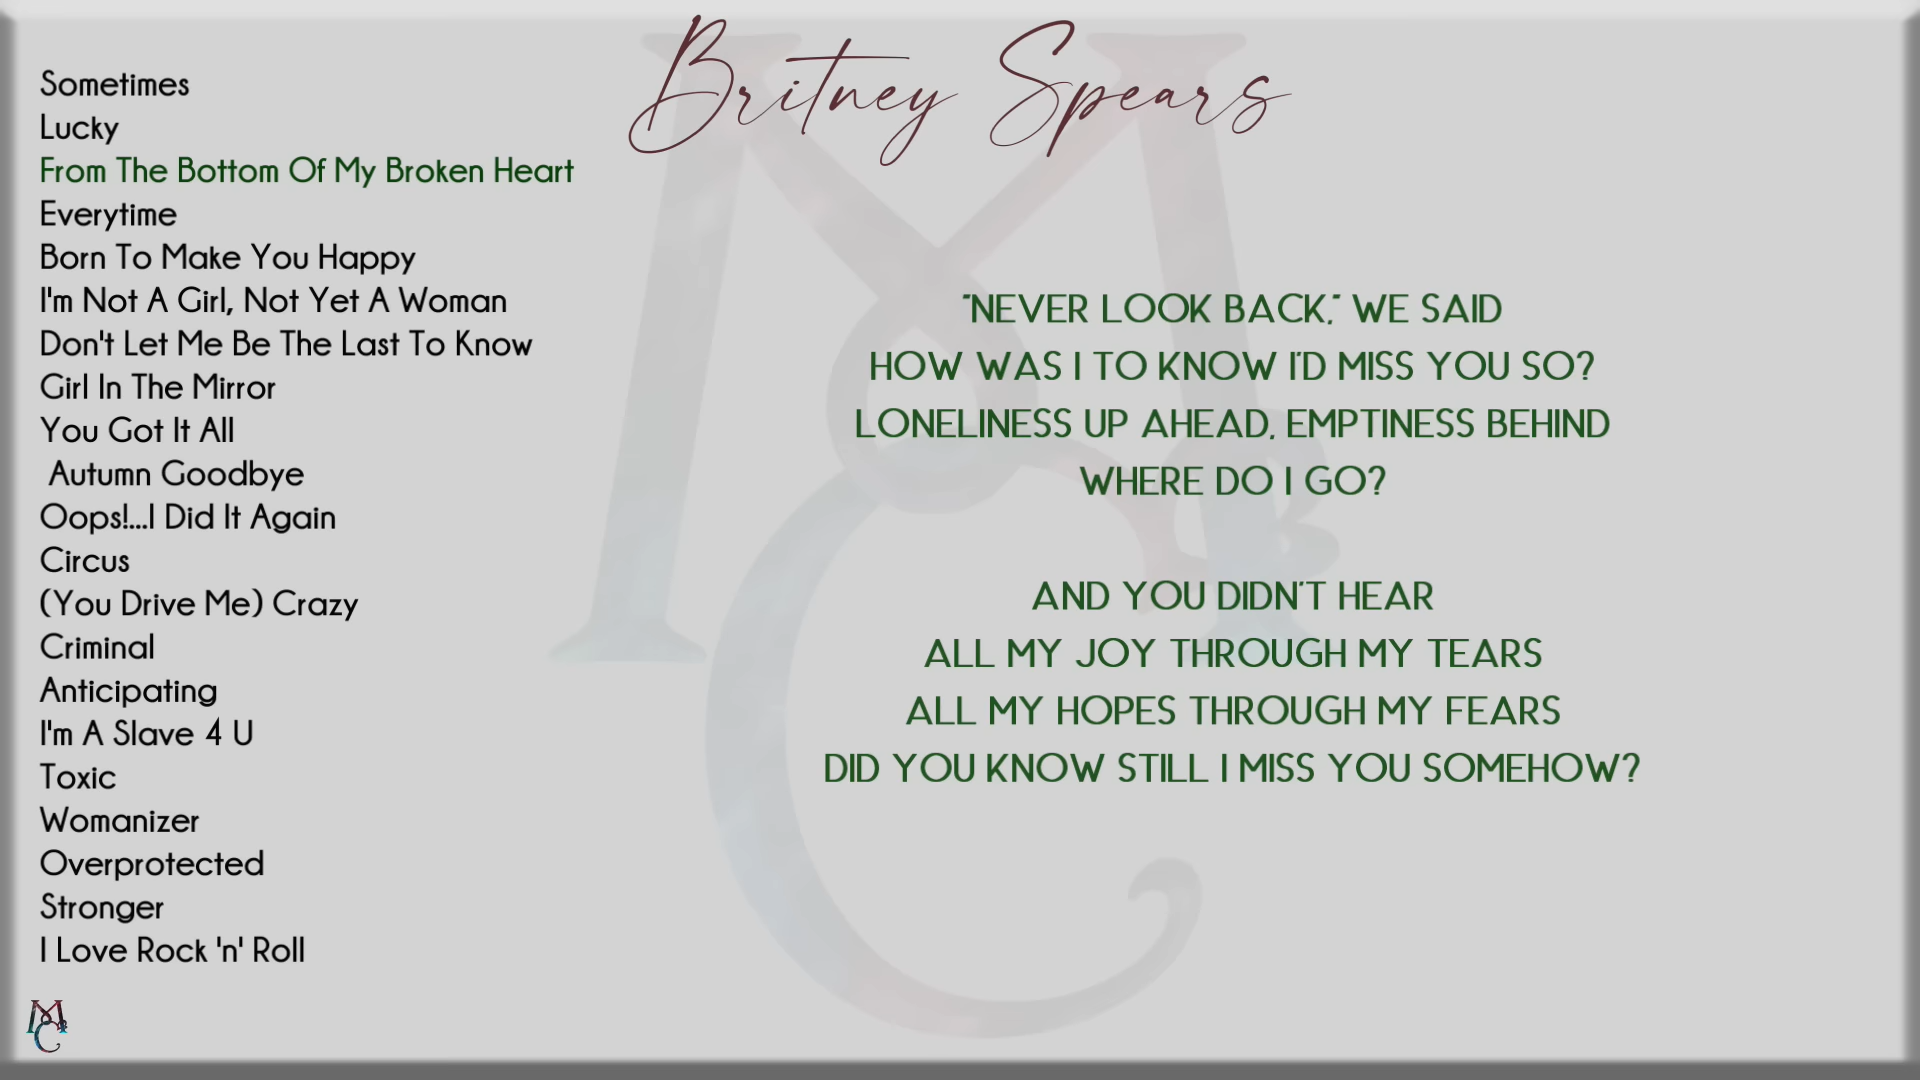 Britney Spears
Sometimes
Lucky
From The Bottom Of My Broken Heart
Everytime
Born To Make You Happy
I'm Not A Girl, Not Yet A Woman
Don't Let Me Be The Last To Know
Girl In The Mirror
You Got It All
Autumn Goodbye
Oops!...I Did It Again
Circus
(You Drive Me) Crazy
Criminal
Anticipating
I'm A Slave 4 U
Toxic
Womanizer
Overprotected
Stronger
I Love Rock 'n' Roll
"NEVER LOOK BACK," WE SAID
HOW WAS I TO KNOW I'D MISS YOU SO?
LONELINESS UP AHEAD, EMPTINESS BEHIND
WHERE DO I GO?
AND YOU DIDN'T HEAR
ALL MY JOY THROUGH MY TEARS
ALL MY HOPES THROUGH MY FEARS
DID YOU KNOW STILL I MISS YOU SOMEHOW?
MC